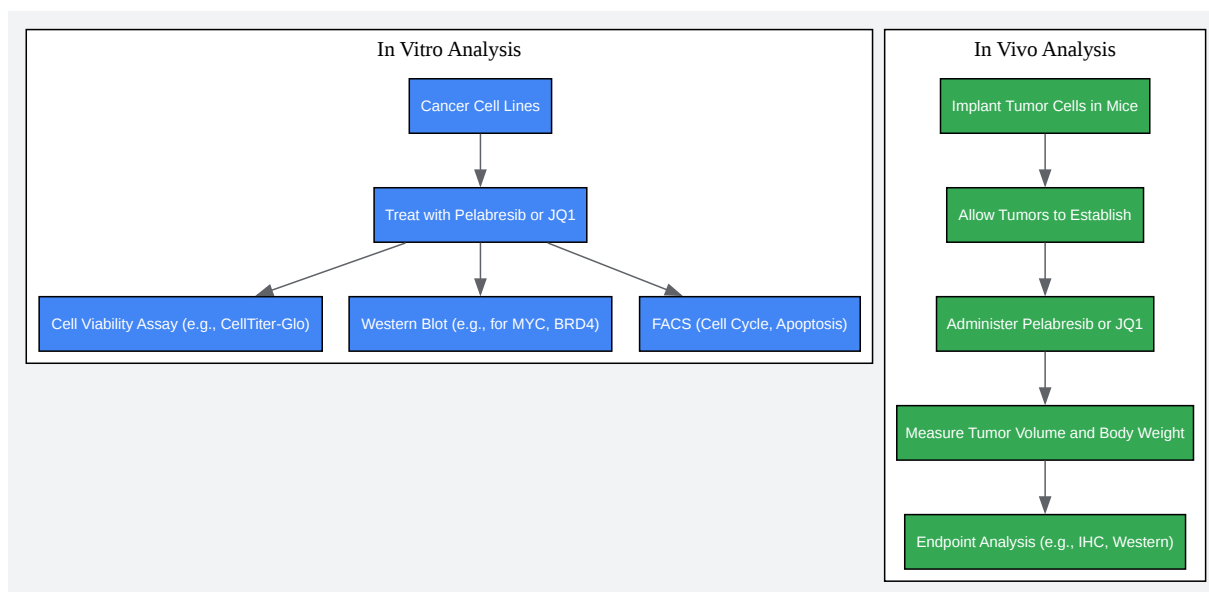 In Vitro Analysis
Cancer Cell Lines
Treat with Pelabresib or JQ1
Cell Viability Assay (e.g., CellTiter-Glo)
Western Blot (e.g., for MYC, BRD4)
FACS (Cell Cycle, Apoptosis)
In Vivo Analysis
Implant Tumor Cells in Mice
Allow Tumors to Establish
Administer Pelabresib or JQ1
Measure Tumor Volume and Body Weight
Endpoint Analysis (e.g., IHC, Western)